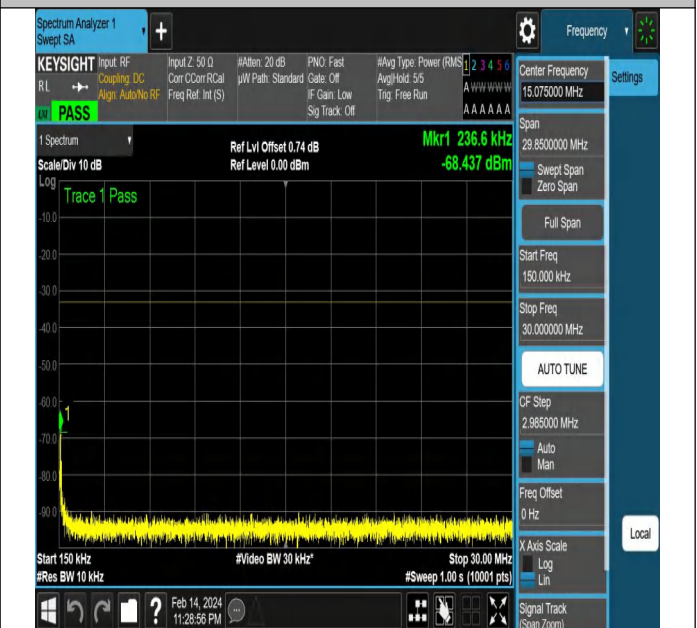 Spectrum Analyzer 1
Swept SA
+
Frequency
KEYSIGHT
RL
PASS
Input: RF
Coupling: DC
Align: Auto/No RF
Input Z: 50 Ω
Corr CCorr RCal
Freq Ref: Int (S)
#Atten: 20 dB
µW Path: Standard
PNO: Fast
Gate: Off
IF Gain: Low
Sig Track: Off
#Avg Type: Power (RMS
Avg|Hold: 5/5
Trig: Free Run
1 2 3 4 5 6
A W W W W W
A A A A A A
Center Frequency
15.075000 MHz
Settings
1 Spectrum
Ref Lvl Offset 0.74 dB
Mkr1 236.6 kHz
Scale/Div 10 dB
Ref Level 0.00 dBm
-68.437 dBm
Log
Trace 1 Pass
-10.0
-20.0
-30.0
-40.0
-50.0
-60.0
-70.0
-80.0
-90.0
1
Start 150 kHz
#Video BW 30 kHz*
Stop 30.00 MHz
#Res BW 10 kHz
#Sweep 1.00 s (10001 pts)
Span
29.8500000 MHz
Swept Span
Zero Span
Full Span
Start Freq
150.000 kHz
Stop Freq
30.000000 MHz
AUTO TUNE
CF Step
2.985000 MHz
Auto
Man
Freq Offset
0 Hz
X Axis Scale
Log
Lin
Signal Track
(Span Zoom)
Local
?
Feb 14, 2024
11:28:56 PM